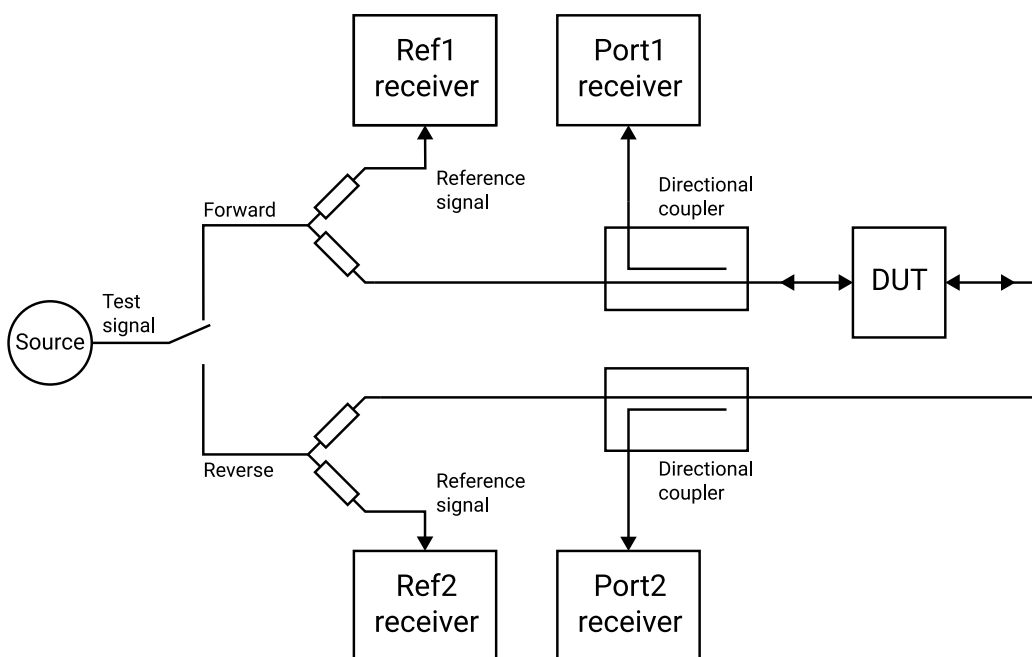 Ref1
receiver
Port1
receiver
Reference
signal
Directional
coupler
Forward
DUT
Test
signal
Source
Reverse
Reference
signal
Directional
coupler
Ref2
receiver
Port2
receiver